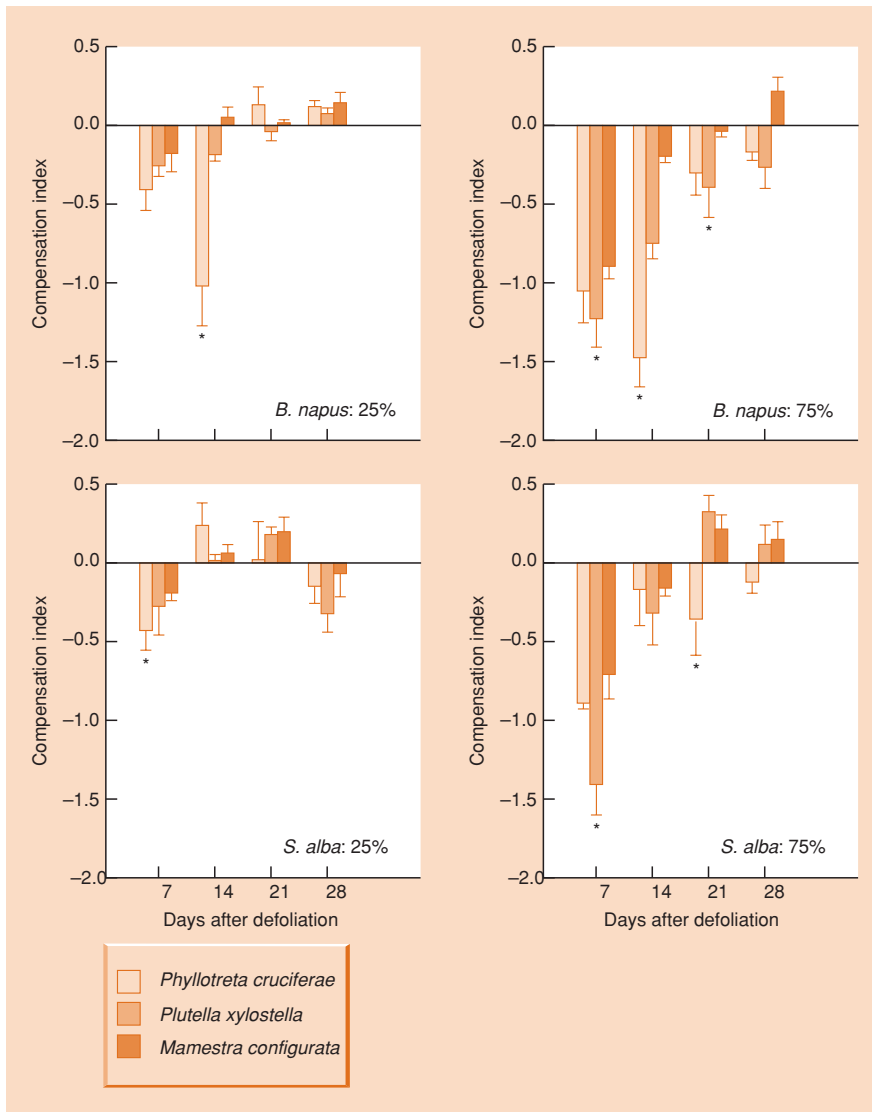 0.5
0.0
–0.5
–1.0
–1.5
–2.0
Compensation index
*
B. napus: 25%
0.5
0.0
–0.5
–1.0
–1.5
–2.0
Compensation index
*
*
*
B. napus: 75%
0.5
0.0
–0.5
–1.0
–1.5
–2.0
Compensation index
*
S. alba: 25%
7 14 21 28
Days after defoliation
0.5
0.0
–0.5
–1.0
–1.5
–2.0
Compensation index
*
*
S. alba: 75%
7 14 21 28
Days after defoliation
Phyllotreta cruciferae
Plutella xylostella
Mamestra configurata